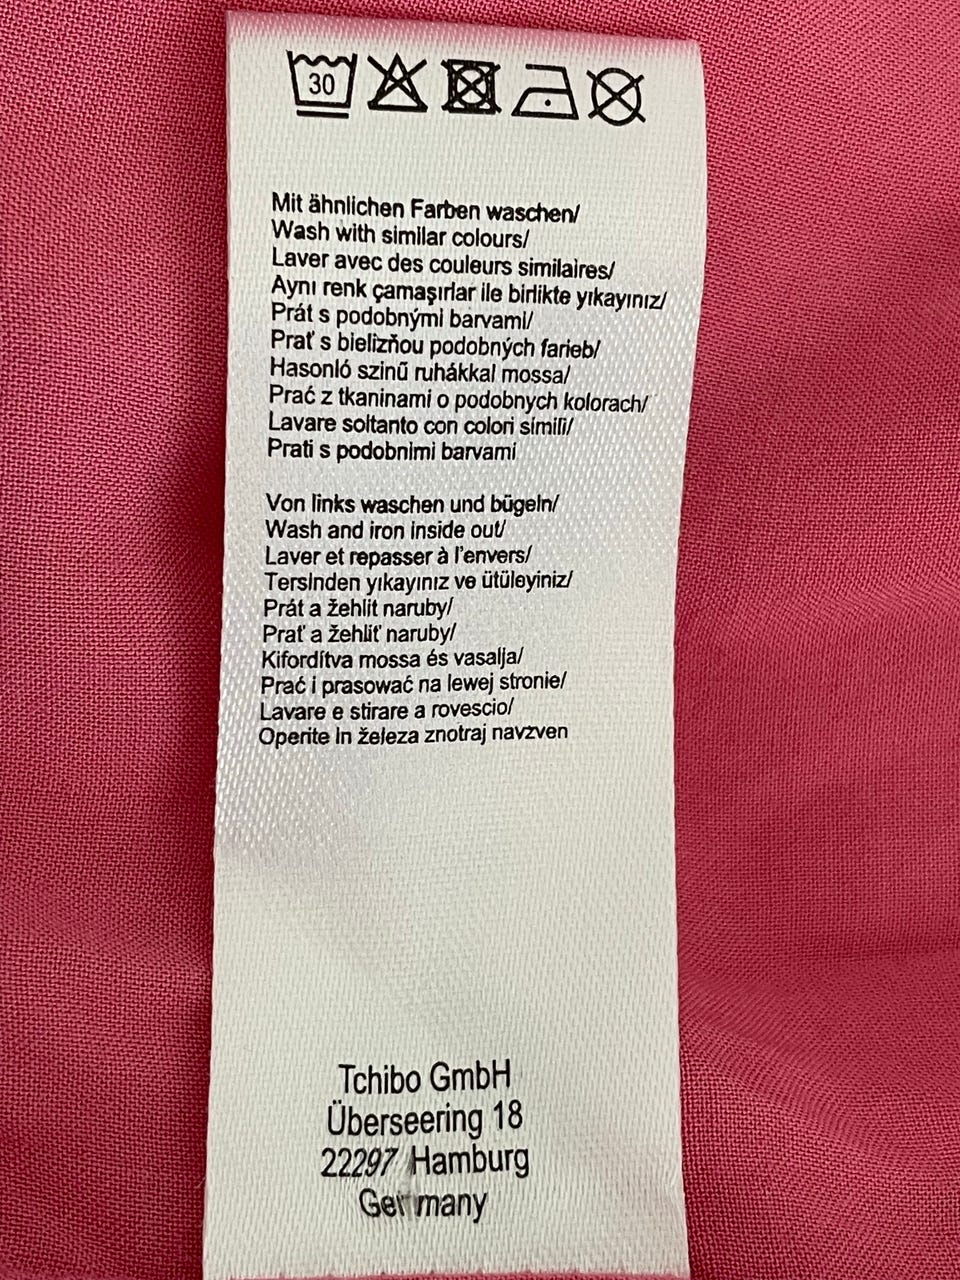 30
Mit ähnlichen Farben waschen/
Wash with similar colours/
Laver avec des couleurs similaires/
Aynı renk çamaşırlar ile birlikte yıkayınız/
Prát s podobnými barvami/
Prať s bielizňou podobných farieb/
Hasonló szinű ruhákkal mossa/
Prać z tkaninami o podobnych kolorach/
Lavare soltanto con colori simili/
Prati s podobnimi barvami
Von links waschen und bügeln/
Wash and iron inside out/
Laver et repasser à l'envers/
Tersinden yıkayınız ve ütüleyiniz/
Prát a žehlit naruby/
Prať a žehliť naruby/
Kifordítva mossa és vasalja/
Prać i prasować na lewej stronie/
Lavare e stirare a rovescio/
Operite in železa znotraj navzven
Tchibo GmbH
Überseering 18
22297 Hamburg
Germany